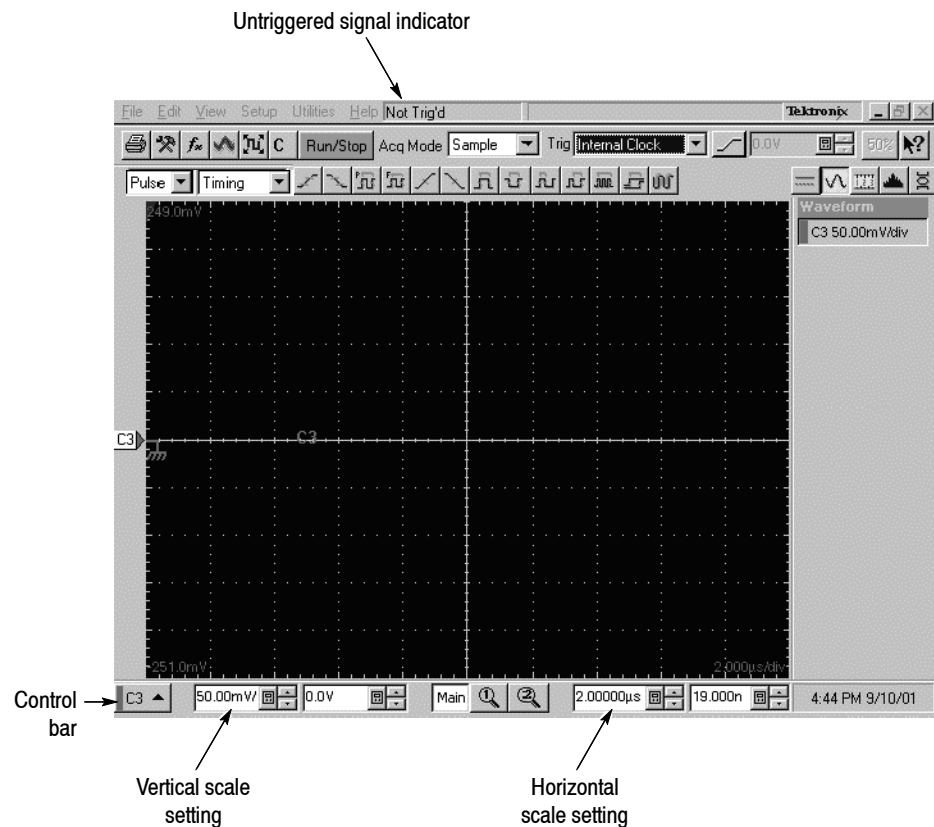 Untriggered signal indicator
File Edit View Setup Utilities Help Not Trig'd Tektronix
C Run/Stop Acq Mode Sample Trig Internal Clock 0.0V 50% ?
Pulse Timing
249.0mV
Waveform
C3 50.00mV/div
C3 C3
-251.0mV 2.000µs/div
Control bar
C3 50.00mV/ 0.0V Main 1 2 2.00000µs 19.000n 4:44 PM 9/10/01
Vertical scale
setting
Horizontal
scale setting